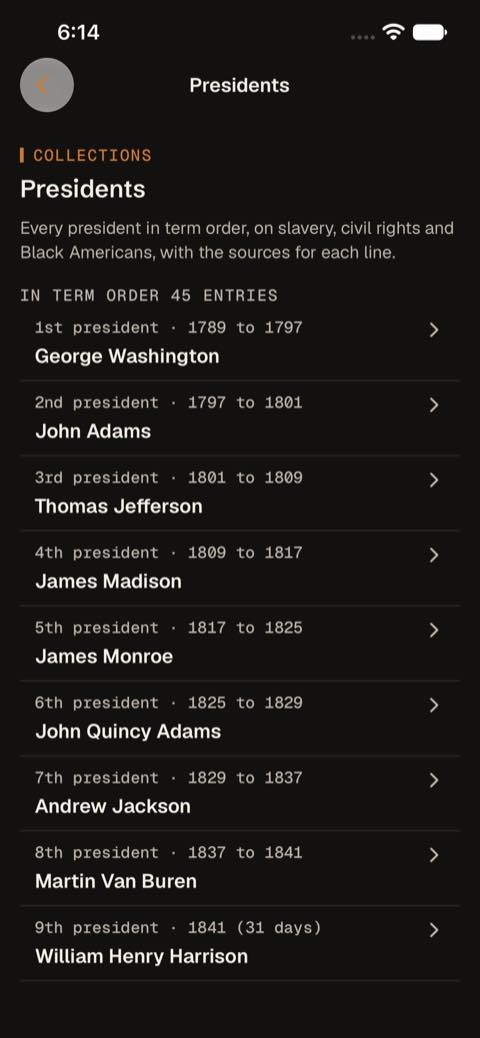 6:14
Presidents
COLLECTIONS
Presidents
Every president in term order, on slavery, civil rights and
Black Americans, with the sources for each line.
IN TERM ORDER 45 ENTRIES
1st president · 1789 to 1797
George Washington
2nd president · 1797 to 1801
John Adams
3rd president · 1801 to 1809
Thomas Jefferson
4th president · 1809 to 1817
James Madison
5th president · 1817 to 1825
James Monroe
6th president · 1825 to 1829
John Quincy Adams
7th president · 1829 to 1837
Andrew Jackson
8th president · 1837 to 1841
Martin Van Buren
9th president · 1841 (31 days)
William Henry Harrison